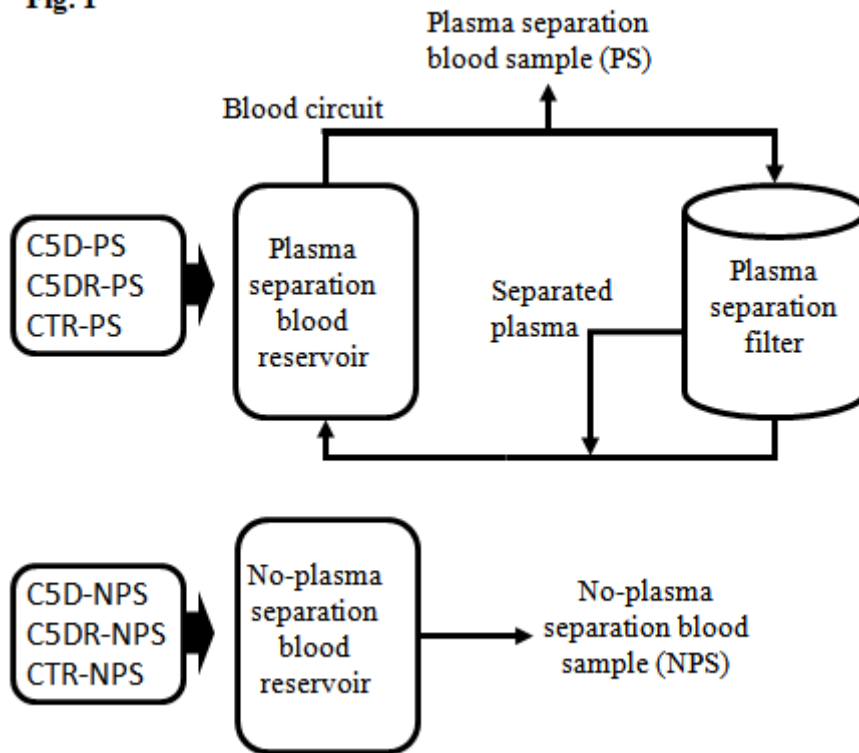 Fig. 1
Plasma separation
blood sample (PS)
Blood circuit
C5D-PS
C5DR-PS
CTR-PS
Plasma
separation
blood
reservoir
Separated
plasma
Plasma
separation
filter
C5D-NPS
C5DR-NPS
CTR-NPS
No-plasma
separation
blood
reservoir
No-plasma
separation blood
sample (NPS)